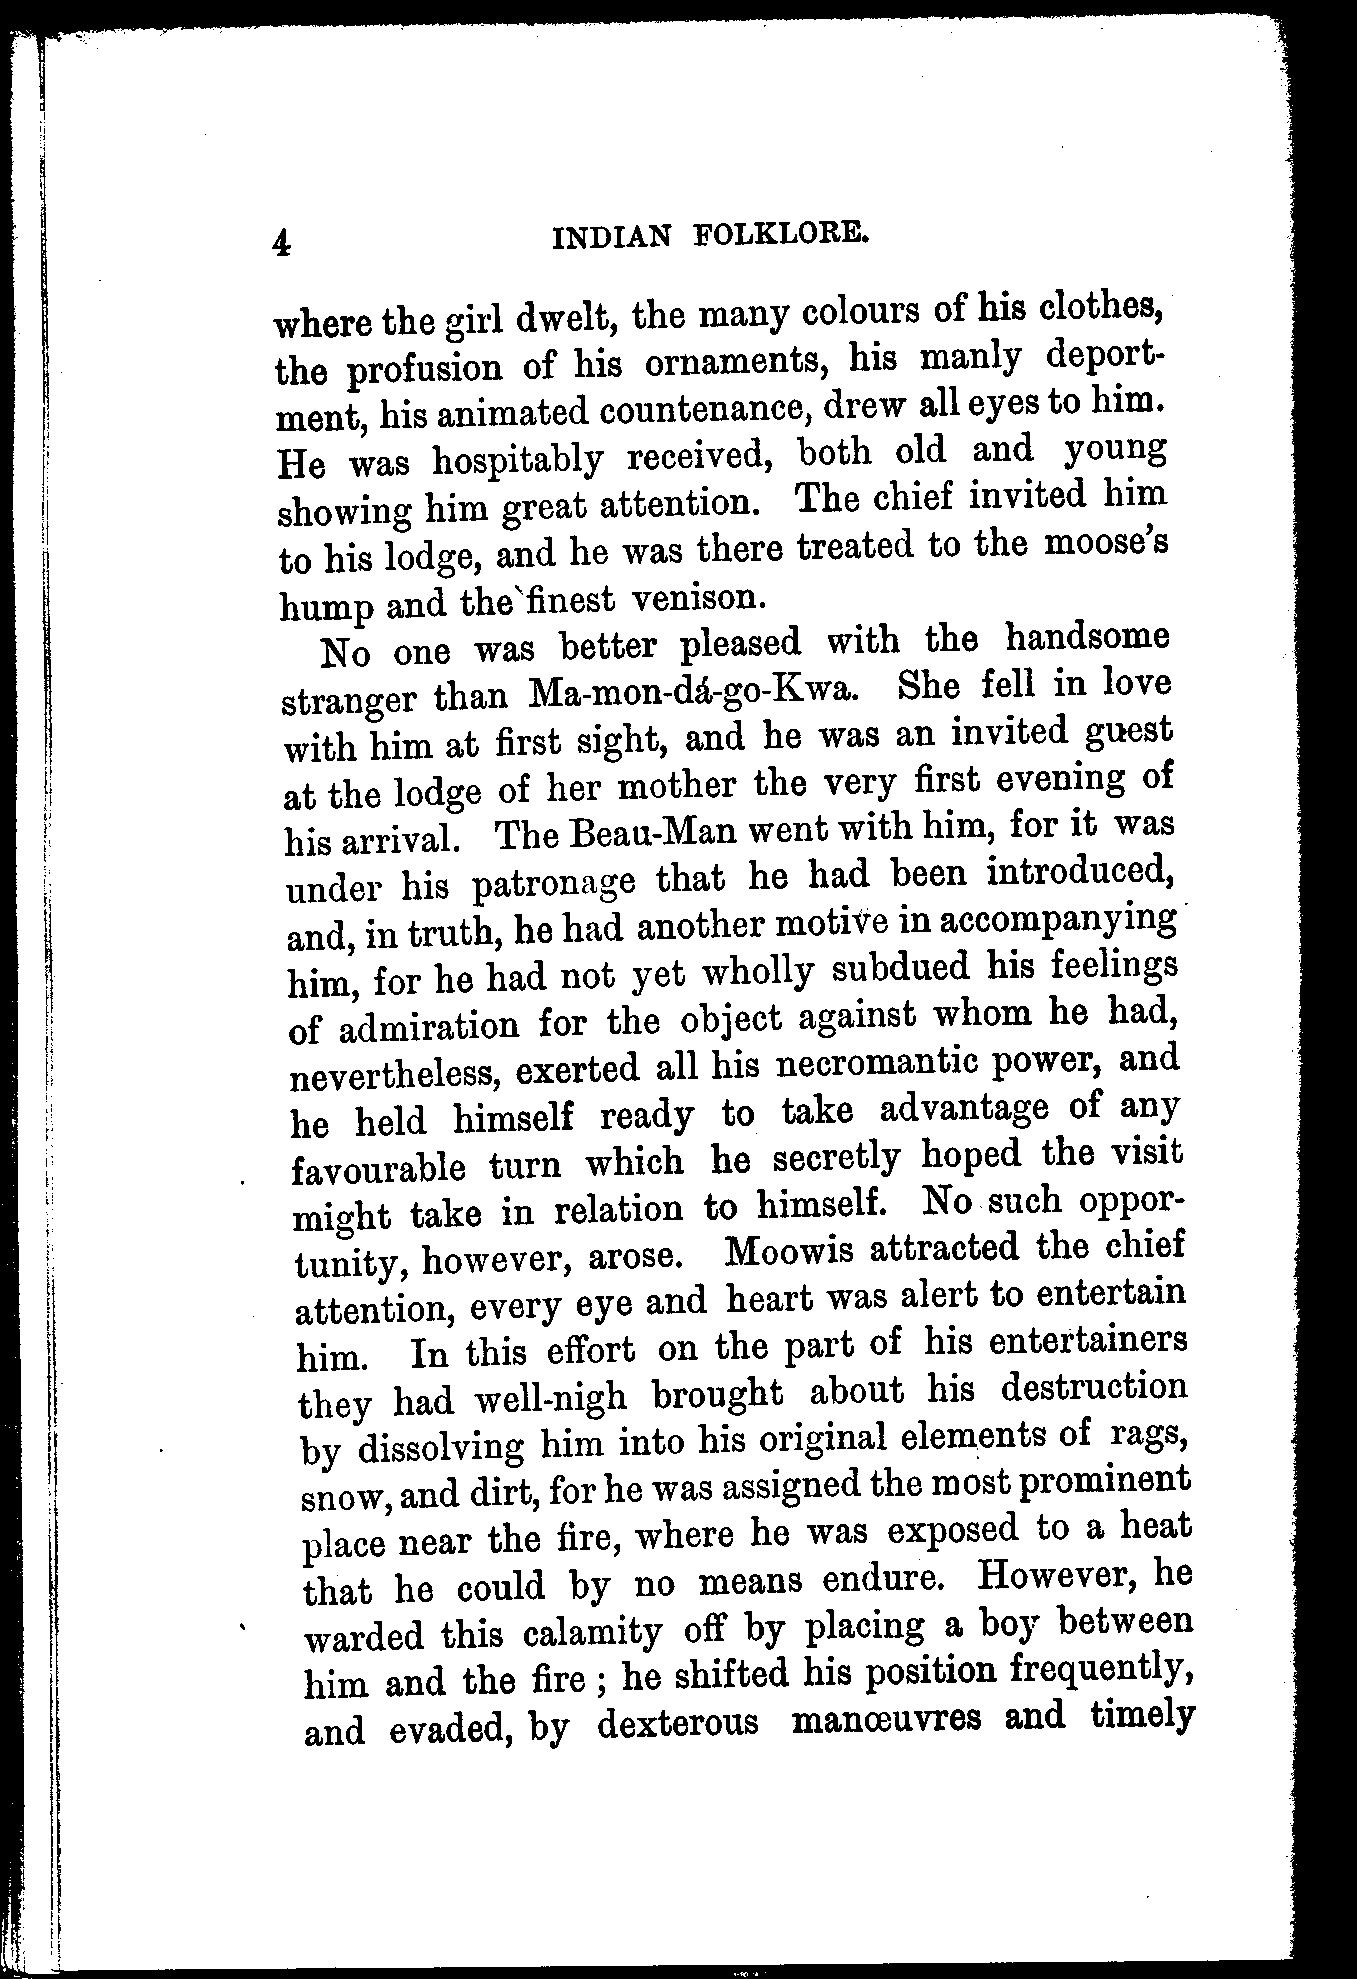 4 INDIAN FOLKLORE.
where the girl dwelt, the many colours of his clothes,
the profusion of his ornaments, his manly deport-
ment, his animated countenance, drew all eyes to him.
He was hospitably received, both old and young
showing him great attention. The chief invited him
to his lodge, and he was there treated to the moose's
hump and the finest venison.
No one was better pleased with the handsome
stranger than Ma-mon-dá-go-Kwa. She fell in love
with him at first sight, and he was an invited guest
at the lodge of her mother the very first evening of
his arrival. The Beau-Man went with him, for it was
under his patronage that he had been introduced,
and, in truth, he had another motive in accompanying
him, for he had not yet wholly subdued his feelings
of admiration for the object against whom he had,
nevertheless, exerted all his necromantic power, and
he held himself ready to take advantage of any
favourable turn which he secretly hoped the visit
might take in relation to himself. No such oppor-
tunity, however, arose. Moowis attracted the chief
attention, every eye and heart was alert to entertain
him. In this effort on the part of his entertainers
they had well-nigh brought about his destruction
by dissolving him into his original elements of rags,
snow, and dirt, for he was assigned the most prominent
place near the fire, where he was exposed to a heat
that he could by no means endure. However, he
warded this calamity off by placing a boy between
him and the fire ; he shifted his position frequently,
and evaded, by dexterous manœuvres and timely